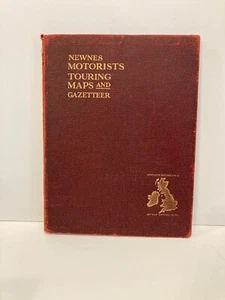 NEWNES
MOTORISTS
TOURING
MAPS AND
GAZETTEER